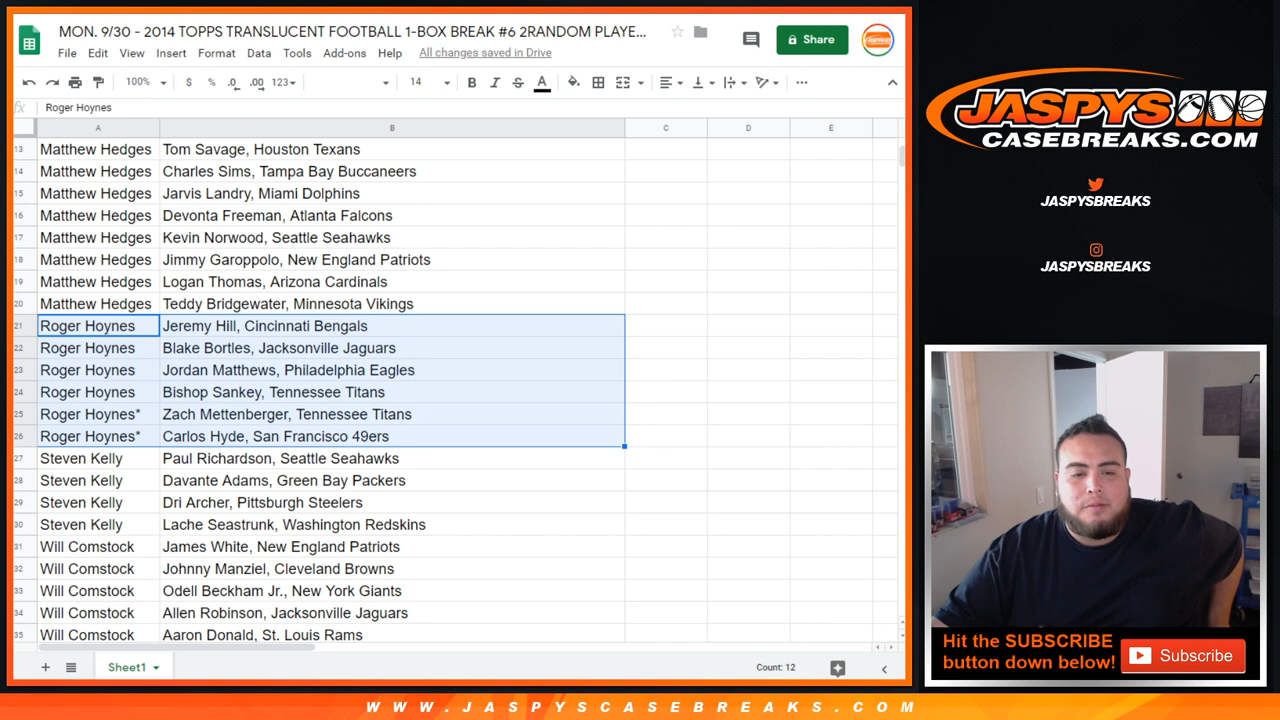 MON. 9/30 - 2014 TOPPS TRANSLUCENT FOOTBALL 1-BOX BREAK #6 2RANDOM PLAYE...
File Edit View Inser Format Data Tools Add-ons Help All changes saved in Drive
Share
100% $ % .0 .00 123 14 B I S A
fx Roger Hoynes
A B C D E
13 Matthew Hedges Tom Savage, Houston Texans
14 Matthew Hedges Charles Sims, Tampa Bay Buccaneers
15 Matthew Hedges Jarvis Landry, Miami Dolphins
16 Matthew Hedges Devonta Freeman, Atlanta Falcons
17 Matthew Hedges Kevin Norwood, Seattle Seahawks
18 Matthew Hedges Jimmy Garoppolo, New England Patriots
19 Matthew Hedges Logan Thomas, Arizona Cardinals
20 Matthew Hedges Teddy Bridgewater, Minnesota Vikings
21 Roger Hoynes Jeremy Hill, Cincinnati Bengals
22 Roger Hoynes Blake Bortles, Jacksonville Jaguars
23 Roger Hoynes Jordan Matthews, Philadelphia Eagles
24 Roger Hoynes Bishop Sankey, Tennessee Titans
25 Roger Hoynes* Zach Mettenberger, Tennessee Titans
26 Roger Hoynes* Carlos Hyde, San Francisco 49ers
27 Steven Kelly Paul Richardson, Seattle Seahawks
28 Steven Kelly Davante Adams, Green Bay Packers
29 Steven Kelly Dri Archer, Pittsburgh Steelers
30 Steven Kelly Lache Seastrunk, Washington Redskins
31 Will Comstock James White, New England Patriots
32 Will Comstock Johnny Manziel, Cleveland Browns
33 Will Comstock Odell Beckham Jr., New York Giants
34 Will Comstock Allen Robinson, Jacksonville Jaguars
35 Will Comstock Aaron Donald, St. Louis Rams
Sheet1 Count: 12
JASPYS
CASEBREAKS.COM
JASPYSBREAKS
JASPYSBREAKS
Hit the SUBSCRIBE
button down below!
Subscribe
WWW.JASPYSCASEBREAKS.COM